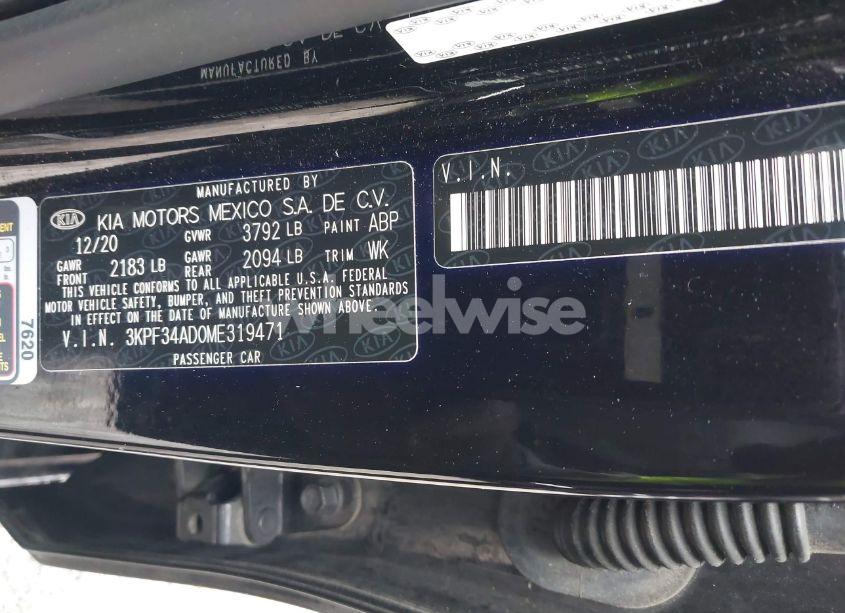 MANUFACTURED BY
KIA
KIA MOTORS MEXICO S.A. DE C.V.
12/20 GVWR 3792 LB PAINT ABP
GAWR FRONT 2183 LB GAWR REAR 2094 LB TRIM WK
THIS VEHICLE CONFORMS TO ALL APPLICABLE U.S.A. FEDERAL
MOTOR VEHICLE SAFETY, BUMPER, AND THEFT PREVENTION STANDARDS
IN EFFECT ON THE DATE OF MANUFACTURE SHOWN ABOVE.
V.I.N. 3KPF34AD0ME319471
PASSENGER CAR
V.I.N.
7620
wheelwise
MANUFACTURED BY